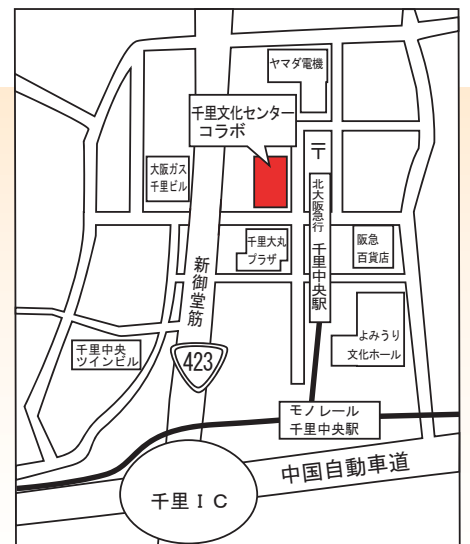 ヤマダ電機
千里文化センター
コラボ
〒
大阪ガス
千里ビル
北大阪急行
千里中央駅
千里大丸
プラザ
阪急
百貨店
新御堂筋
423
千里中央
ツインビル
よみうり
文化ホール
モノレール
千里中央駅
中国自動車道
千里IC